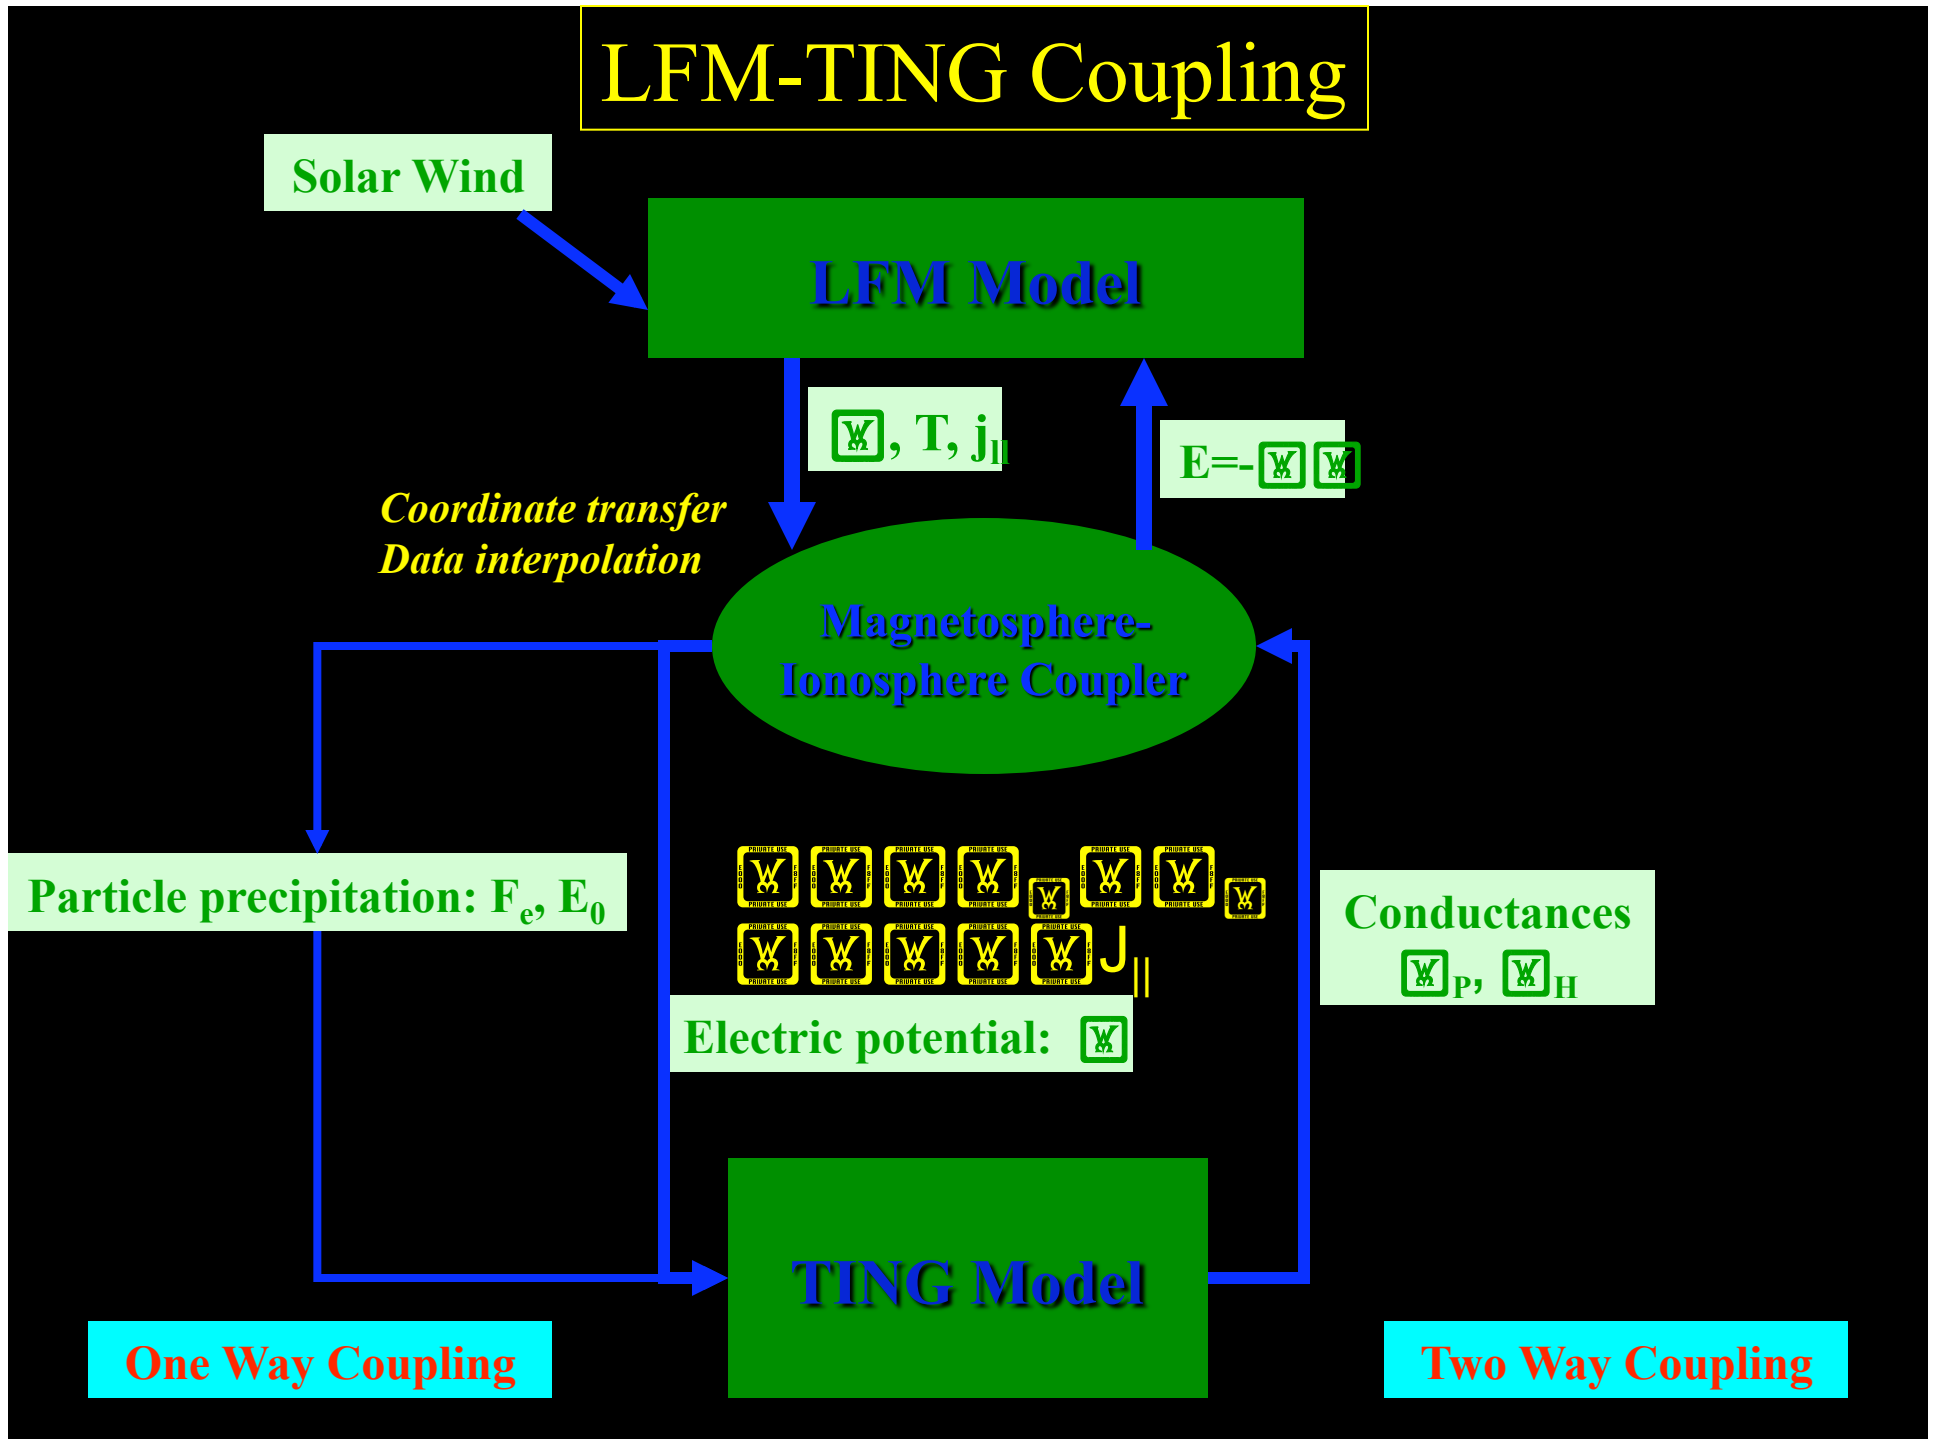 LFM-TING Coupling
Solar Wind
LFM Model
, T, j||
E=-
Coordinate transfer
Data interpolation
Magnetosphere-
Ionosphere Coupler
Particle precipitation: Fe, E0
J||
Conductances
P, H
Electric potential:
TING Model
One Way Coupling
Two Way Coupling